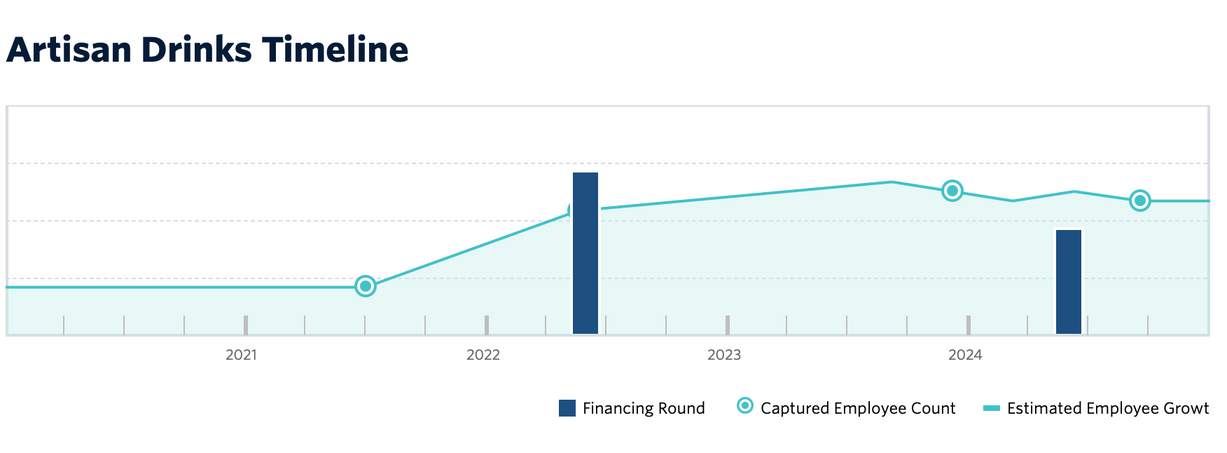 Artisan Drinks Timeline
2021 2022 2023 2024
Financing Round Captured Employee Count Estimated Employee Growt